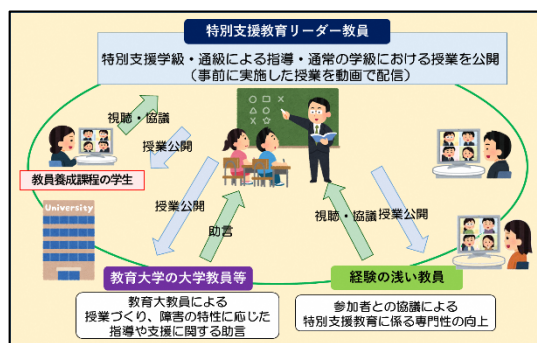 特別支援教育リーダー教員
特別支援学級・通級による指導・通常の学級における授業を公開
（事前に実施した授業を動画で配信）
視聴・協議
授業公開
教員養成課程の学生
University
授業公開
助言
視聴・協議
授業公開
教育大学の大学教員等
経験の浅い教員
教育大教員による
授業づくり、障害の特性に応じた
指導や支援に関する助言
参加者との協議による
特別支援教育に係る専門性の向上